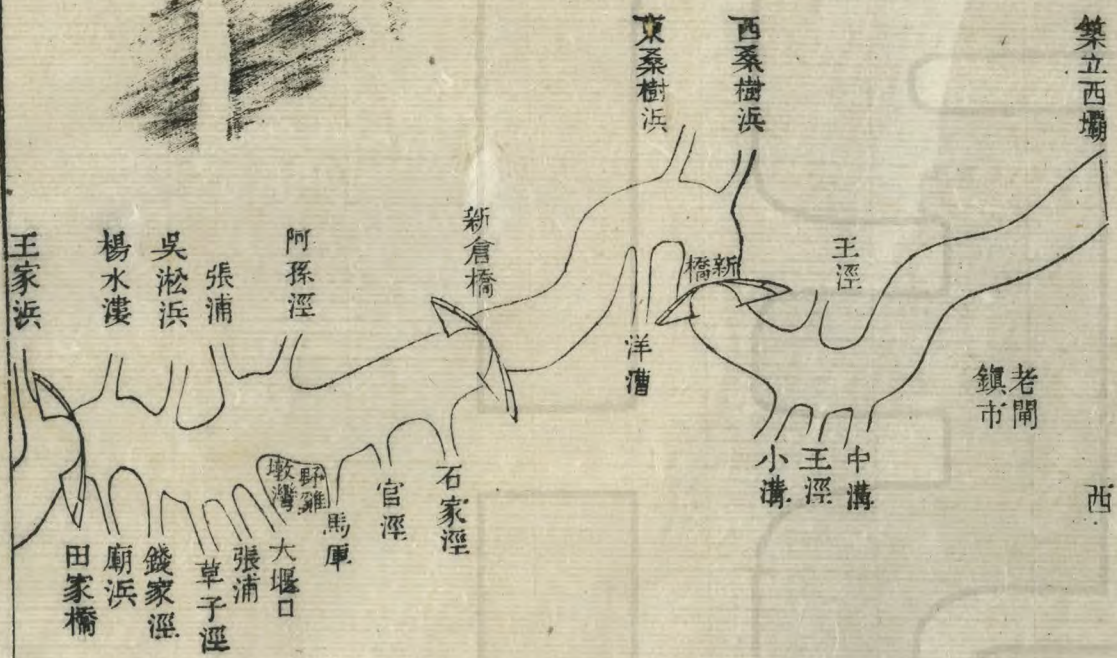 築立西壩
西桑樹浜
東桑樹浜
新倉橋
新橋
王涇
洋漕
老閘鎮市
西
中溝
王涇
小溝
阿孫涇
張浦
吳淞浜
楊水漊
王家浜
石家涇
官涇
馬厙
野雞墩灣
大堰口
張浦
草子涇
錢家涇
廟浜
田家橋